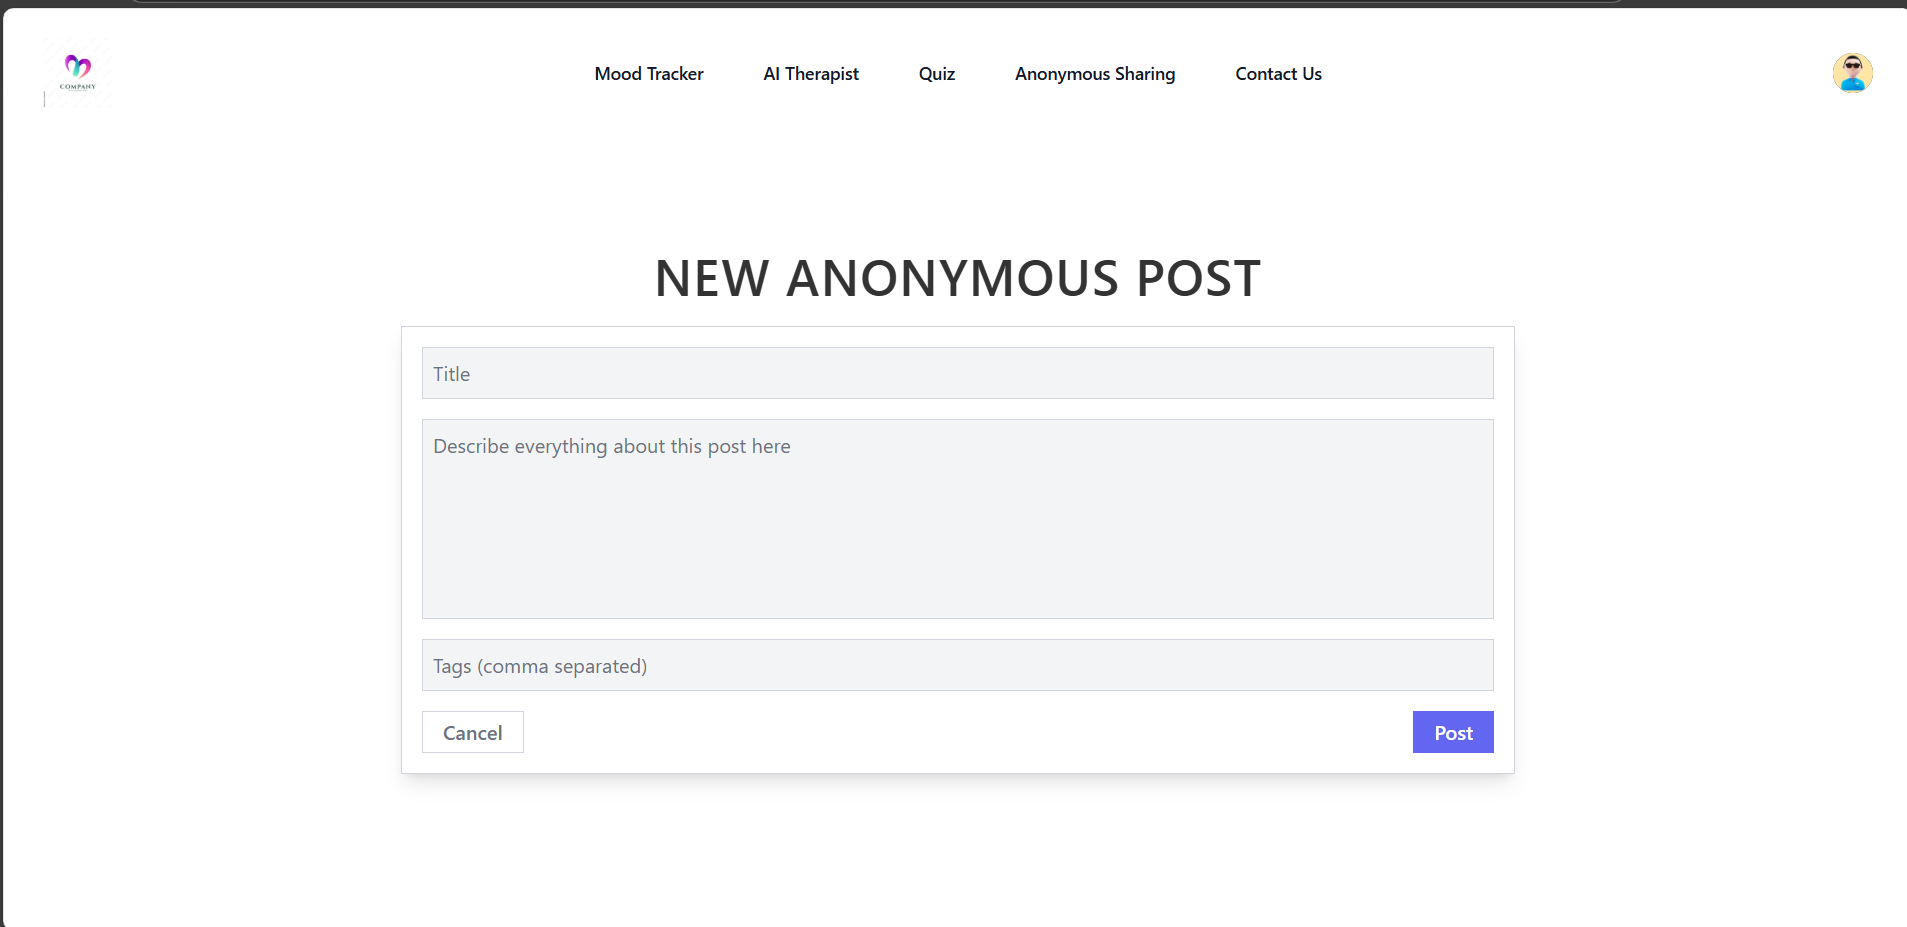 COMPANY
Mood Tracker AI Therapist Quiz Anonymous Sharing Contact Us
NEW ANONYMOUS POST
Title
Describe everything about this post here
Tags (comma separated)
Cancel Post